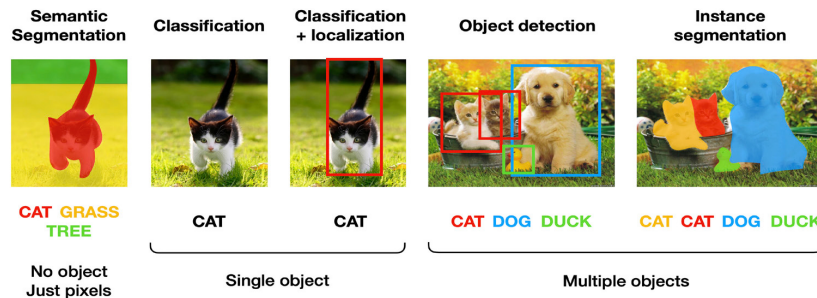 Semantic
Segmentation
Classification
Classification
+ localization
Object detection
Instance
segmentation
CAT GRASS
TREE
CAT
CAT
CAT DOG DUCK
CAT CAT DOG DUCK
No object
Just pixels
Single object
Multiple objects